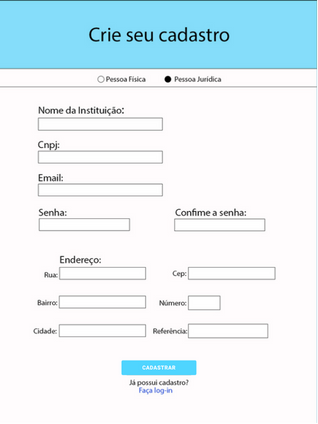 Crie seu cadastro
Pessoa Física Pessoa Jurídica
Nome da Instituição:
Cnpj:
Email:
Senha: Confime a senha:
Endereço:
Rua: Cep:
Bairro: Número:
Cidade: Referência:
CADASTRAR
Já possui cadastro?
Faça log-in